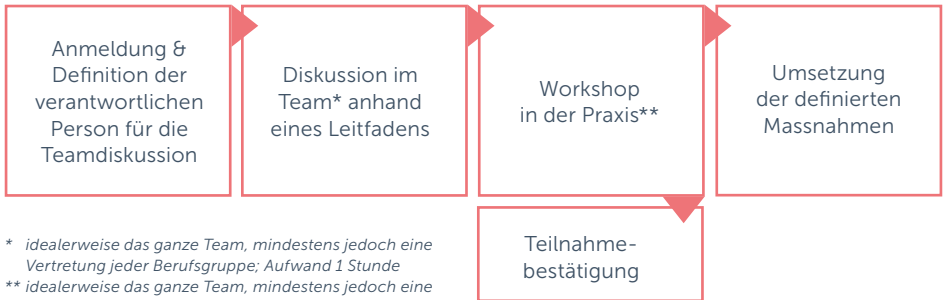 Anmeldung &
Definition der
verantwortlichen
Person für die
Teamdiskussion
Diskussion im
Team* anhand
eines Leitfadens
Workshop
in der Praxis**
Umsetzung
der definierten
Massnahmen
Teilnahme-
bestätigung
* idealerweise das ganze Team, mindestens jedoch eine
Vertretung jeder Berufsgruppe; Aufwand 1 Stunde
** idealerweise das ganze Team, mindestens jedoch eine